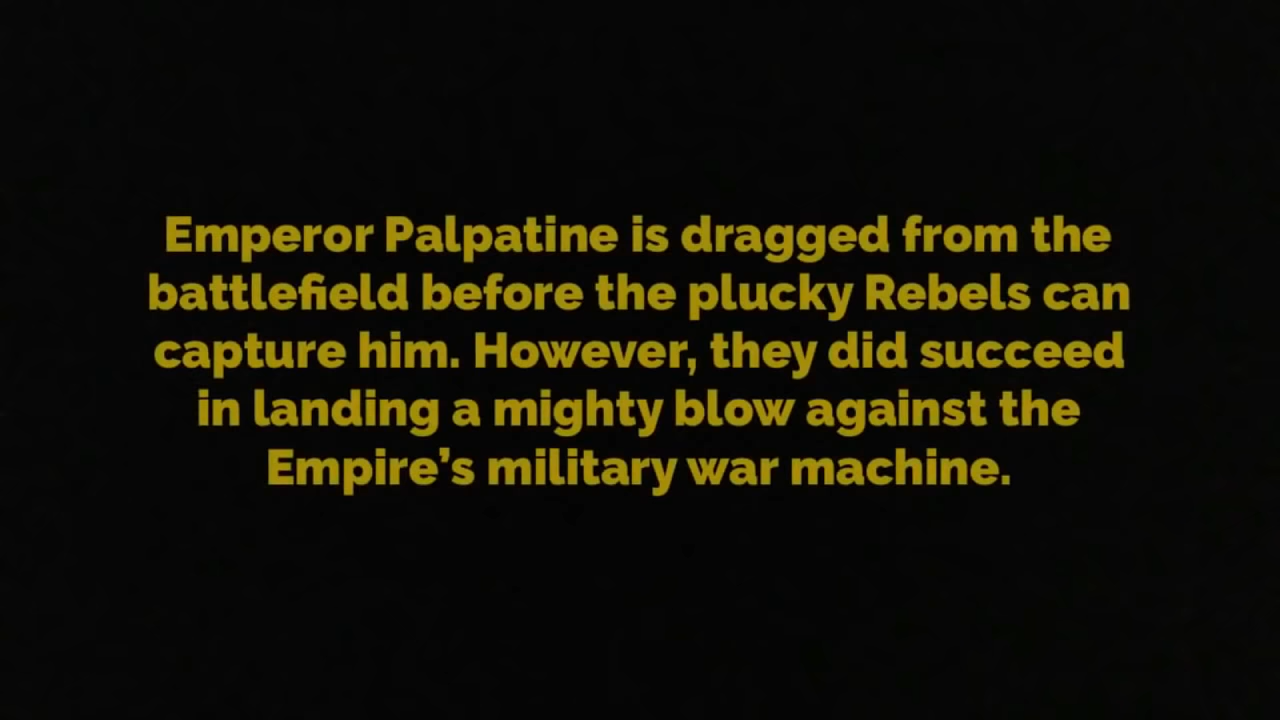 Emperor Palpatine is dragged from the
battlefield before the plucky Rebels can
capture him. However, they did succeed
in landing a mighty blow against the
Empire’s military war machine.